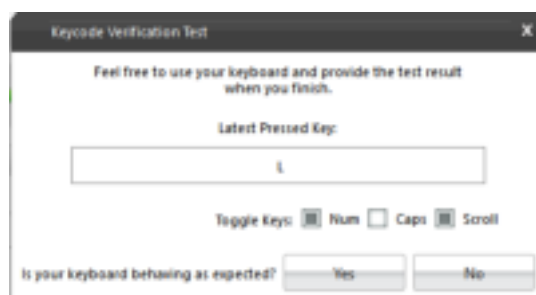 Keycode Verification Test X
Feel free to use your keyboard and provide the test result
when you finish.
Latest Pressed Key:
L
Toggle Keys: Num Caps Scroll
Is your keyboard behaving as expected? Yes No